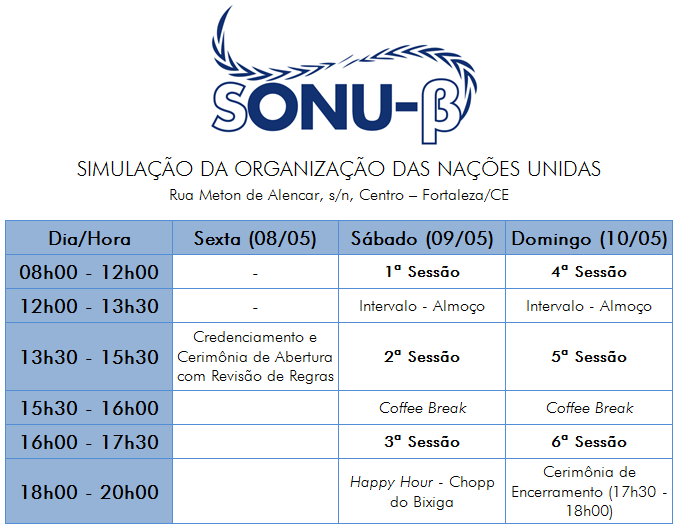 SONU-β
SIMULAÇÃO DA ORGANIZAÇÃO DAS NAÇÕES UNIDAS
Rua Meton de Alencar, s/n, Centro – Fortaleza/CE
Dia/Hora Sexta (08/05) Sábado (09/05) Domingo (10/05)
08h00 - 12h00 - 1ª Sessão 4ª Sessão
12h00 - 13h30 - Intervalo - Almoço Intervalo - Almoço
13h30 - 15h30 Credenciamento e
Cerimônia de Abertura
com Revisão de Regras 2ª Sessão 5ª Sessão
15h30 - 16h00 Coffee Break Coffee Break
16h00 - 17h30 3ª Sessão 6ª Sessão
18h00 - 20h00 Happy Hour - Chopp
do Bixiga
Cerimônia de
Encerramento (17h30 -
18h00)